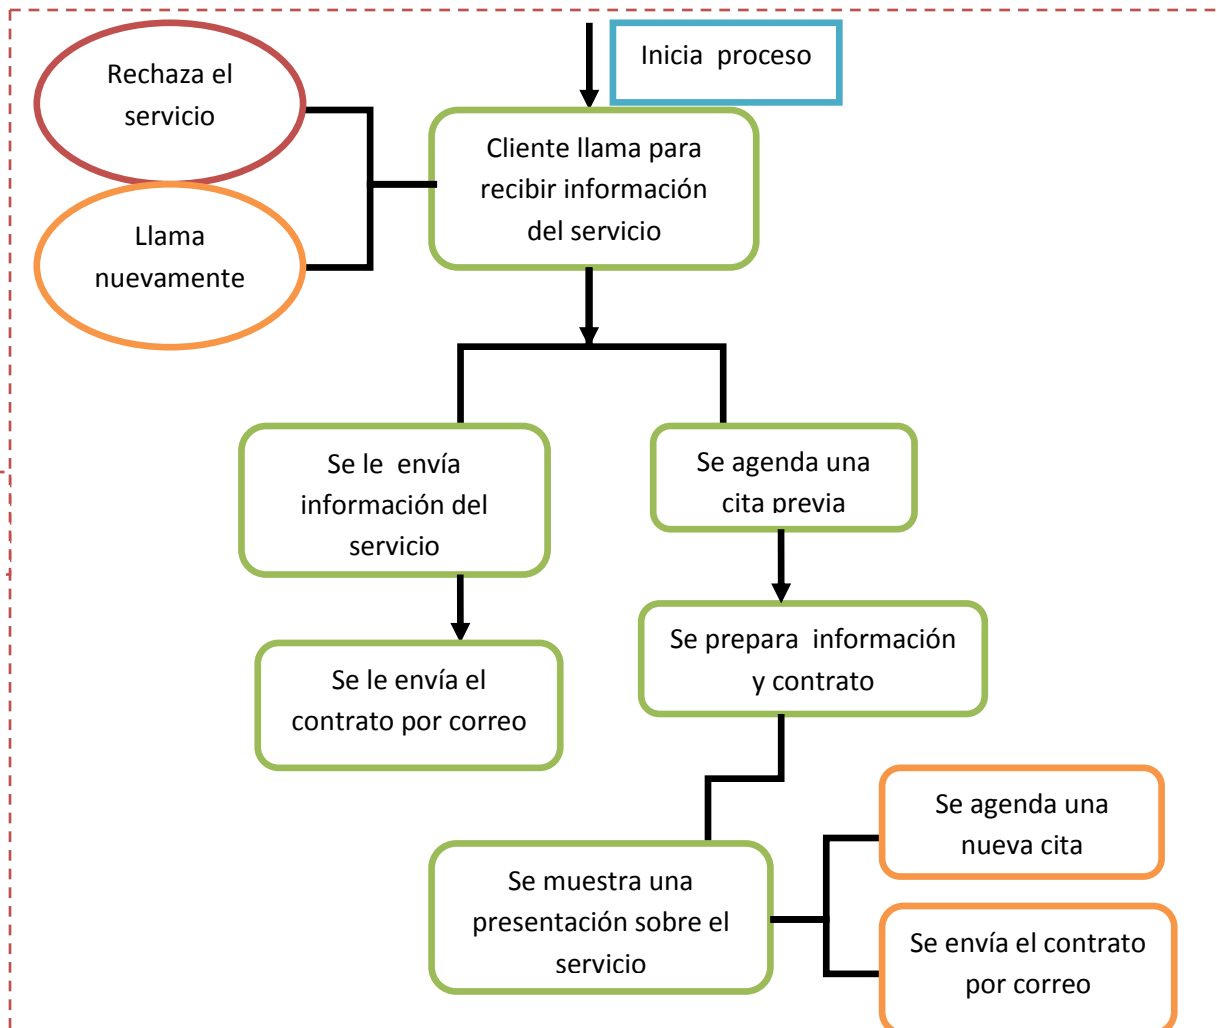 Inicia proceso
Rechaza el
servicio
Cliente llama para
recibir información
del servicio
Llama
nuevamente
Se le envía
información del
servicio
Se agenda una
cita previa
Se le envía el
contrato por correo
Se prepara información
y contrato
Se agenda una
nueva cita
Se muestra una
presentación sobre el
servicio
Se envía el contrato
por correo